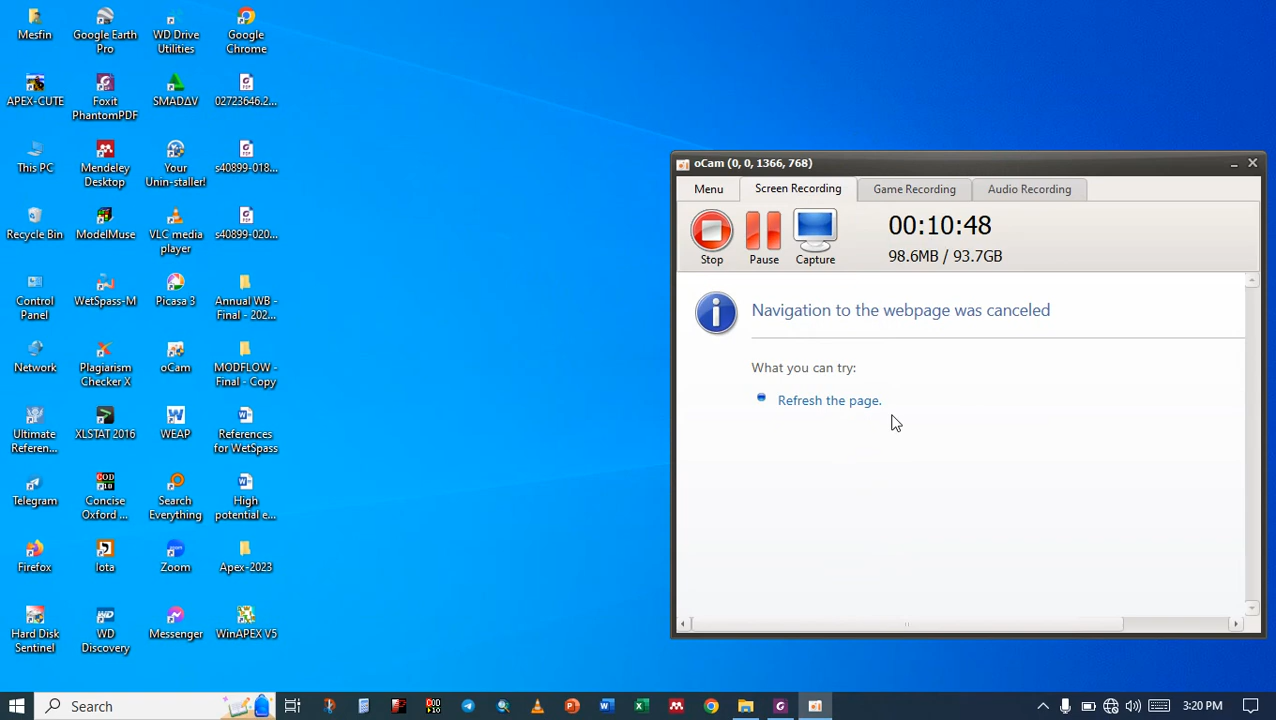 Mesfin
Google Earth
Pro
WD Drive
Utilities
Google
Chrome
APEX-CUTE
Foxit
PhantomPDF
SMADΔV
02723646.2...
This PC
Mendeley
Desktop
Your
Unin-staller!
s40899-018...
Recycle Bin
ModelMuse
VLC media
player
s40899-020...
Control
Panel
WetSpass-M
Picasa 3
Annual WB -
Final - 202...
Network
Plagiarism
Checker X
oCam
MODFLOW -
Final - Copy
Ultimate
Referen...
XLSTAT 2016
WEAP
References
for WetSpass
Telegram
Concise
Oxford ...
Search
Everything
High
potential e...
Firefox
Iota
Zoom
Apex-2023
Hard Disk
Sentinel
WD
Discovery
Messenger
WinAPEX V5
oCam (0, 0, 1366, 768)
Menu
Screen Recording
Game Recording
Audio Recording
Stop
Pause
Capture
00:10:48
98.6MB / 93.7GB
Navigation to the webpage was canceled
What you can try:
Refresh the page.
Search
3:20 PM